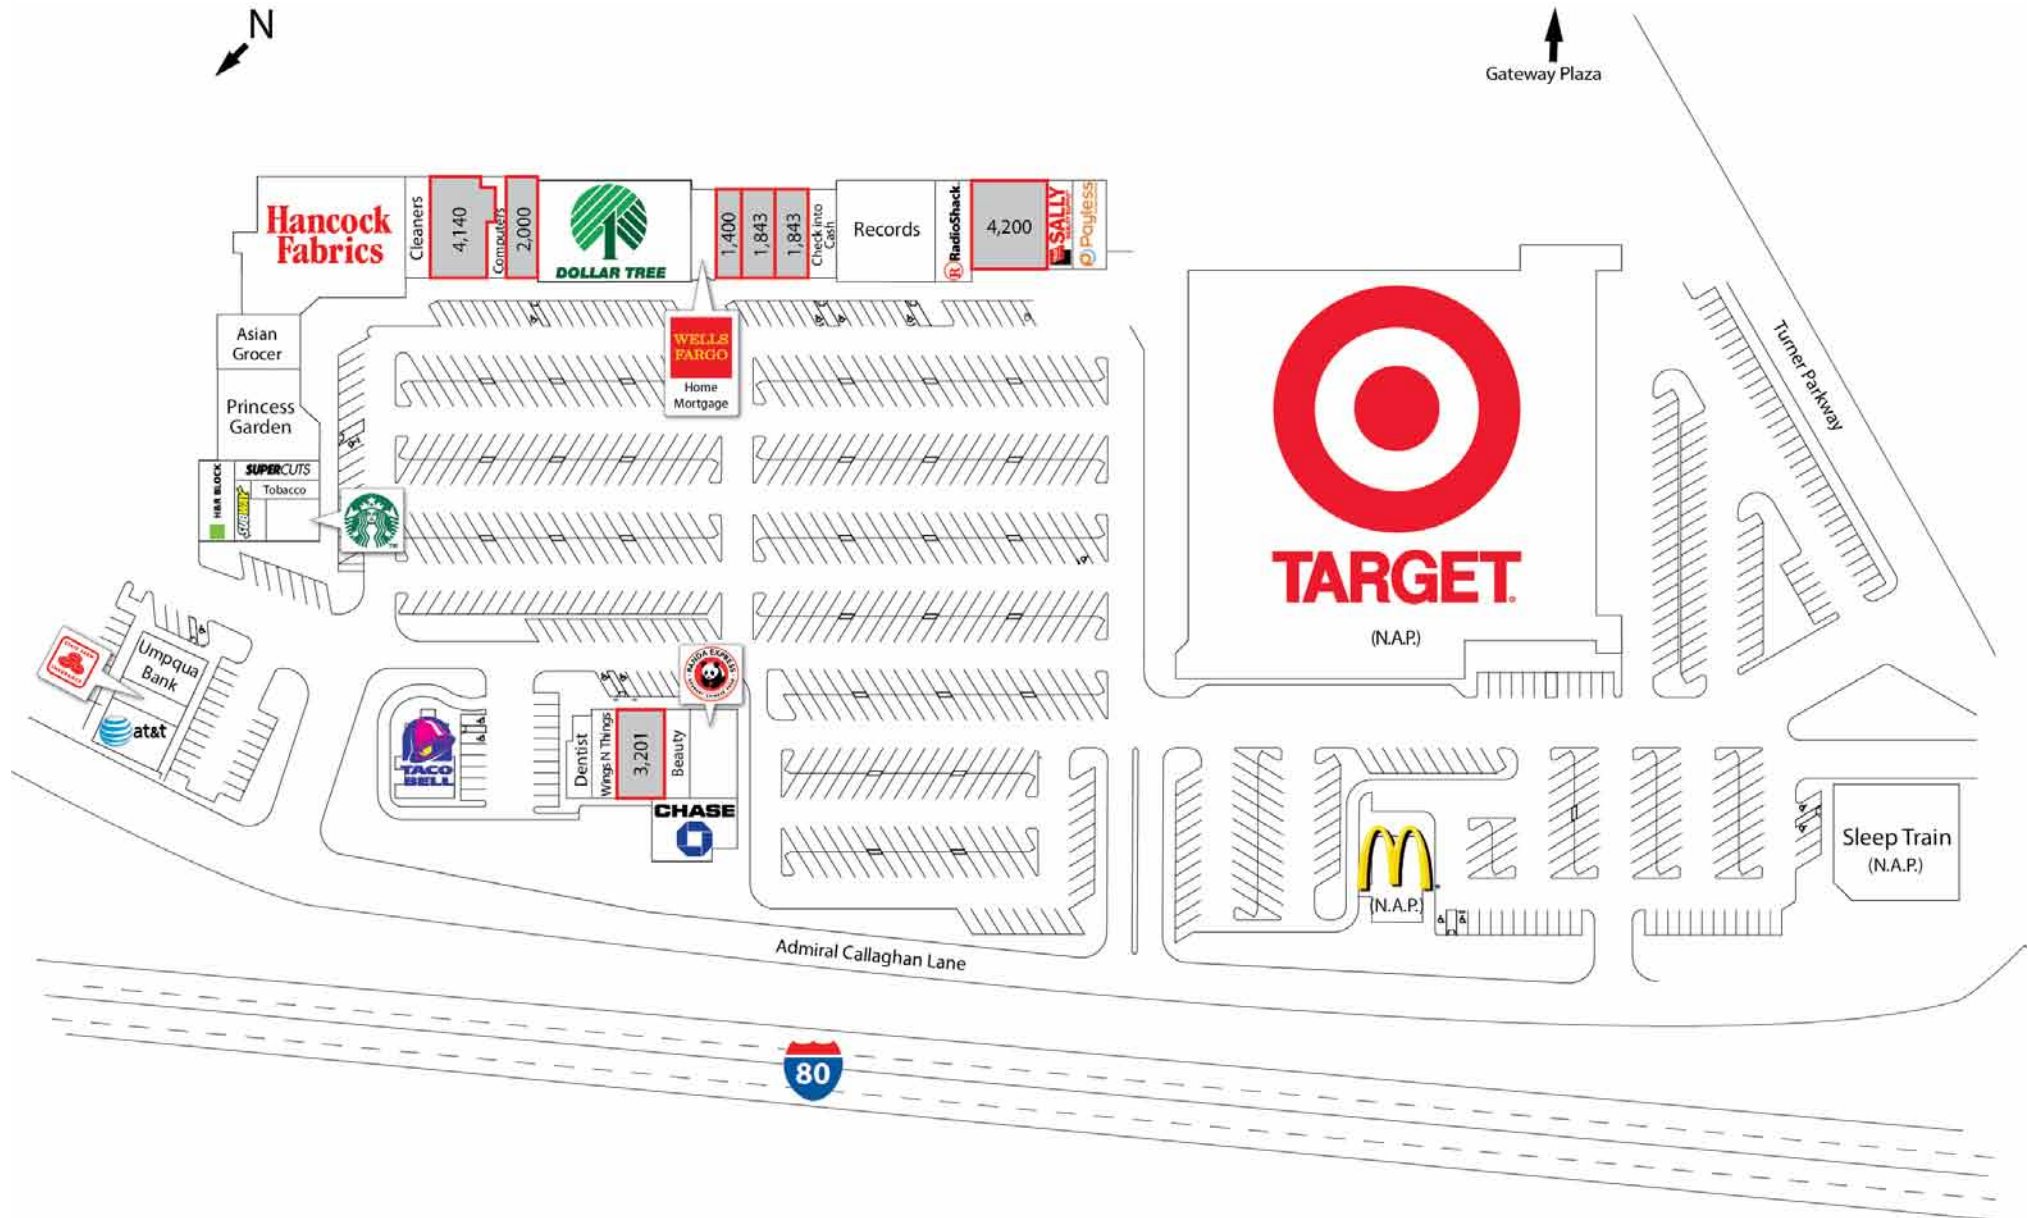 N
Gateway Plaza
Hancock
Fabrics
Cleaners
4,140
Computers
2,000
DOLLAR TREE
1,400
1,843
1,843
Check into
Cash
Records
RadioShack
4,200
SALLY
Payless
WELLS
FARGO
Home
Mortgage
Asian
Grocer
Princess
Garden
H&R BLOCK
SUPERCUTS
SUBWAY
Tobacco
TARGET
(N.A.P.)
Turner Parkway
Umpqua
Bank
at&t
TACO
BELL
Dentist
Wings N Things
3,201
Beauty
PANDA EXPRESS
CHASE
(N.A.P.)
Sleep Train
(N.A.P.)
Admiral Callaghan Lane
80